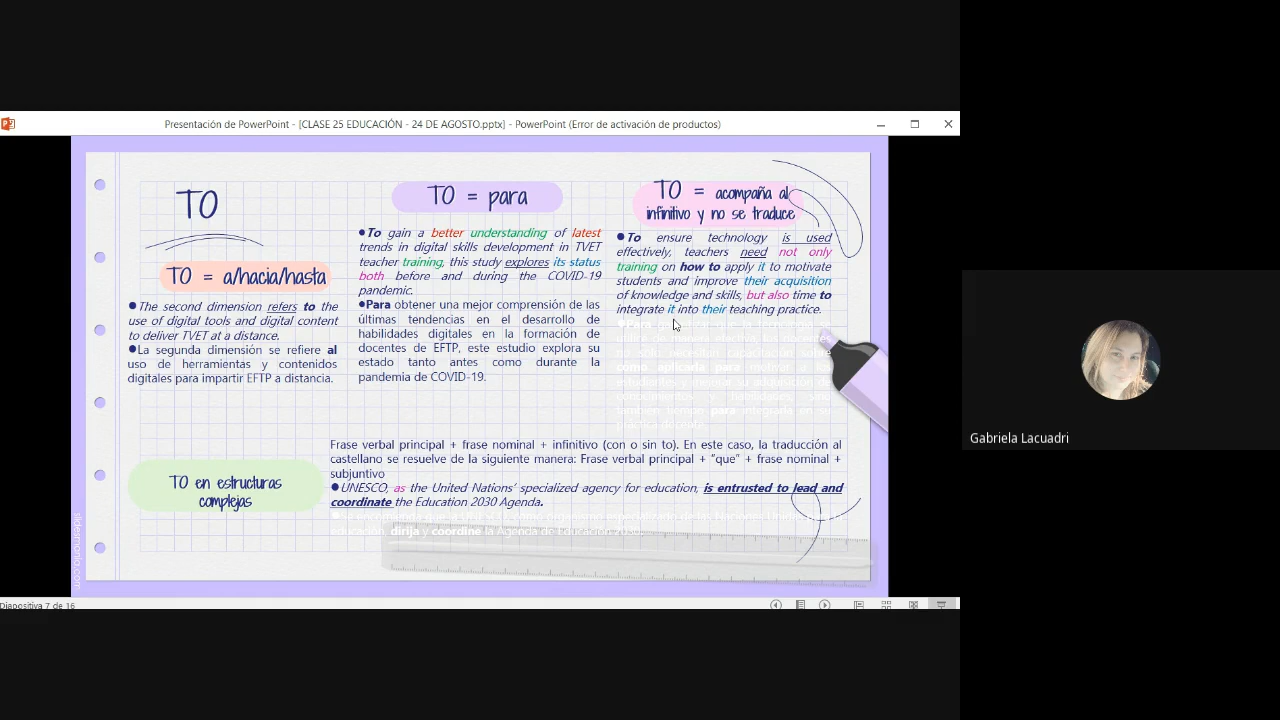 Presentación de PowerPoint - [CLASE 25 EDUCACIÓN - 24 DE AGOSTO.pptx] - PowerPoint (Error de activación de productos)
TO
TO = a/hacia/hasta
●The second dimension refers to the
use of digital tools and digital content
to deliver TVET at a distance.
●La segunda dimensión se refiere al
uso de herramientas y contenidos
digitales para impartir EFTP a distancia.
TO = para
●To gain a better understanding of latest
trends in digital skills development in TVET
teacher training, this study explores its status
both before and during the COVID-19
pandemic.
●Para obtener una mejor comprensión de las
últimas tendencias en el desarrollo de
habilidades digitales en la formación de
docentes de EFTP, este estudio explora su
estado tanto antes como durante la
pandemia de COVID-19.
TO = acompaña al
infinitivo y no se traduce
●To ensure technology is used
effectively, teachers need not only
training on how to apply it to motivate
students and improve their acquisition
of knowledge and skills, but also time to
integrate it into their teaching practice.
TO en estructuras
complejas
Frase verbal principal + frase nominal + infinitivo (con o sin to). En este caso, la traducción al
castellano se resuelve de la siguiente manera: Frase verbal principal + "que" + frase nominal +
subjuntivo
●UNESCO, as the United Nations' specialized agency for education, is entrusted to lead and
coordinate the Education 2030 Agenda.
dirija y coordine la Agenda de Educación 2030.
slidesmania.com
Diapositiva 7 de 16
Gabriela Lacuadri